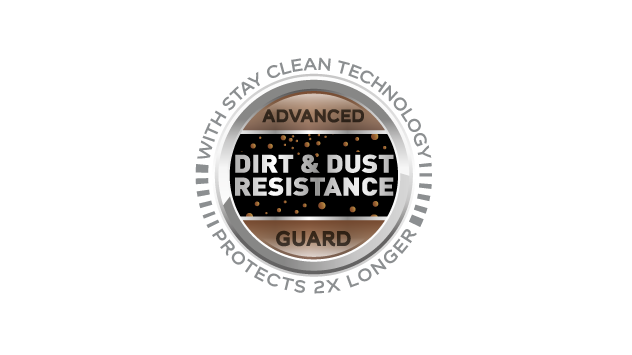 WITH STAY CLEAN TECHNOLOGY
ADVANCED
DIRT & DUST
RESISTANCE
GUARD
PROTECTS 2X LONGER